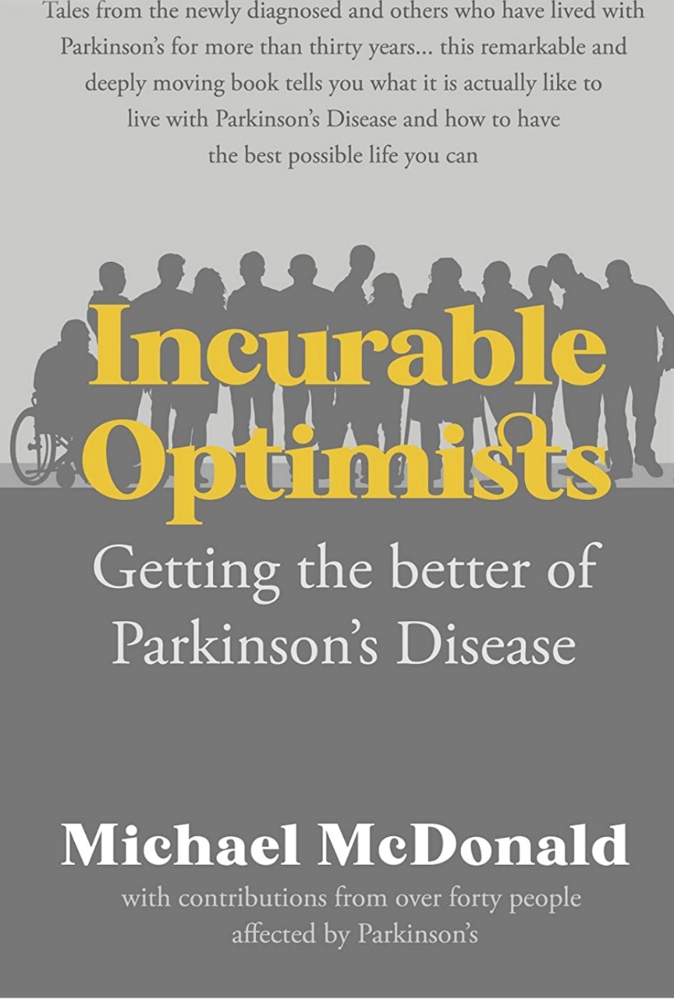 Tales from the newly diagnosed and others who have lived with
Parkinson’s for more than thirty years... this remarkable and
deeply moving book tells you what it is actually like to
live with Parkinson’s Disease and how to have
the best possible life you can
Incurable
Optimists
Getting the better of
Parkinson’s Disease
Michael McDonald
with contributions from over forty people
affected by Parkinson’s